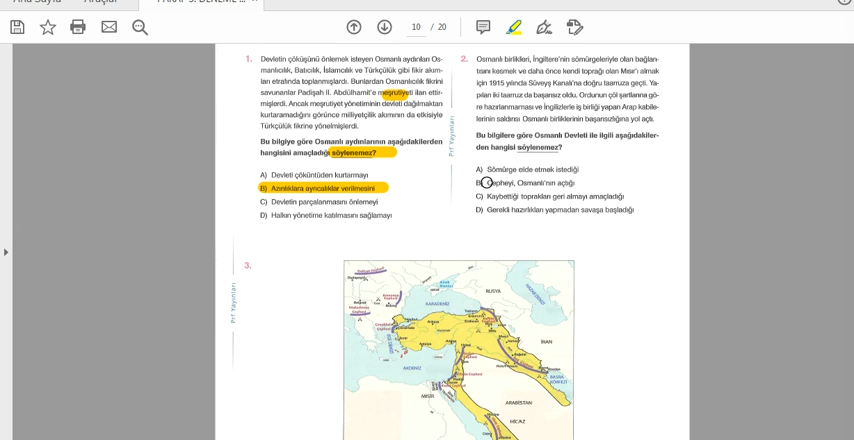 Ana Sayfa
Araçlar
10 / 20
1. Devletin çöküşünü önlemek isteyen Osmanlı aydınları Os-
manlıcılık, Batıcılık, İslamcılık ve Türkçülük gibi fikir akım-
ları etrafında toplanmışlardı. Bunlardan Osmanlıcılık fikrini
savunanlar Padişah II. Abdülhamit'e meşrutiyeti ilan ettir-
mişlerdi. Ancak meşrutiyet yönetiminin devleti dağılmaktan
kurtaramadığını görünce milliyetçilik akımının da etkisiyle
Türkçülük fikrine yönelmişlerdi.
Bu bilgiye göre Osmanlı aydınlarının aşağıdakilerden
hangisini amaçladığı söylenemez?
A) Devleti çöküntüden kurtarmayı
B) Azınlıklara ayrıcalıklar verilmesini
C) Devletin parçalanmasını önlemeyi
D) Halkın yönetime katılmasını sağlamayı
Prf Yayınları
2. Osmanlı birlikleri, İngiltere'nin sömürgeleriyle olan bağlan-
tısını kesmek ve daha önce kendi toprağı olan Mısır'ı almak
için 1915 yılında Süveyş Kanalı'na doğru taarruza geçti. Ya-
pılan iki taarruz da başarısız oldu. Ordunun çöl şartlarına gö-
re hazırlanmaması ve İngilizlerle iş birliği yapan Arap kabile-
lerinin saldırısı Osmanlı birliklerinin başarısızlığına yol açtı.
Bu bilgilere göre Osmanlı Devleti ile ilgili aşağıdakiler-
den hangisi söylenemez?
A) Sömürge elde etmek istediği
B) Cepheyi, Osmanlı'nın açtığı
C) Kaybettiği toprakları geri almayı amaçladığı
D) Gerekli hazırlıkları yapmadan savaşa başladığı
Prf Yayınları
3.
RUSYA
KARADENİZ
İRAN
AKDENİZ
BASRA
KÖRFEZİ
MISIR
ARABİSTAN
HİCAZ